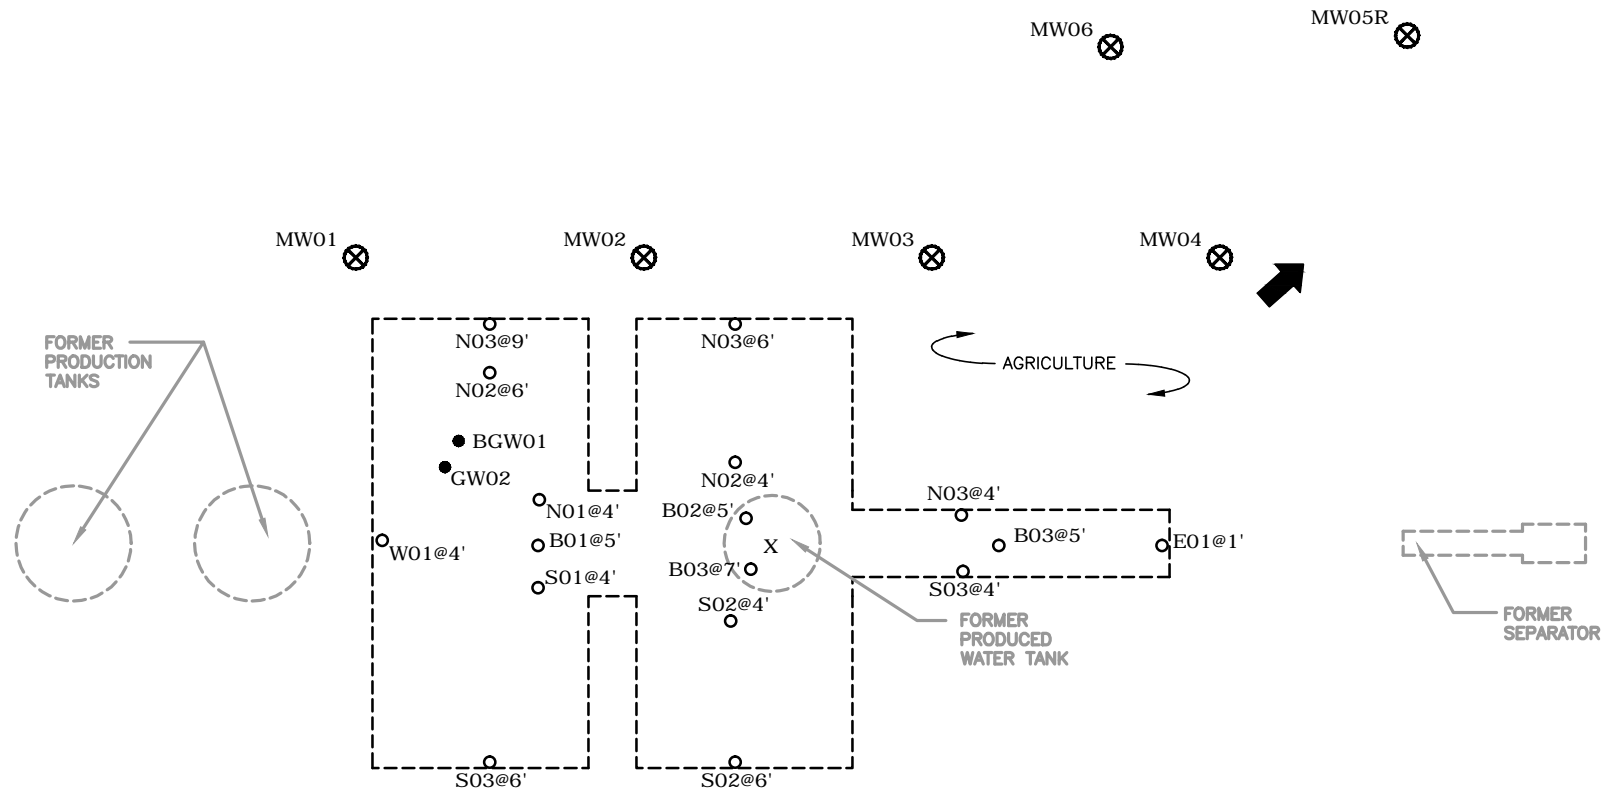 MW05R
MW06
MW01
MW02
MW03
MW04
FORMER
PRODUCTION
TANKS
N03@9'
N03@6'
AGRICULTURE
N02@6'
BGW01
GW02
N02@4'
N01@4'
B02@5'
N03@4'
W01@4'
B01@5'
X
B03@5'
E01@1'
S01@4'
B03@7'
S03@4'
S02@4'
FORMER
PRODUCED
WATER TANK
FORMER
SEPARATOR
S03@6'
S02@6'